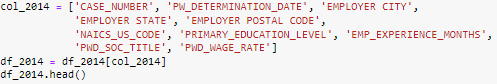 col_2014 = ['CASE_NUMBER', 'PW_DETERMINATION_DATE', 'EMPLOYER CITY',
'EMPLOYER STATE', 'EMPLOYER POSTAL CODE',
'NAICS_US_CODE', 'PRIMARY_EDUCATION_LEVEL', 'EMP_EXPERIENCE_MONTHS',
'PWD_SOC_TITLE', 'PWD_WAGE_RATE']
df_2014 = df_2014[col_2014]
df_2014.head()